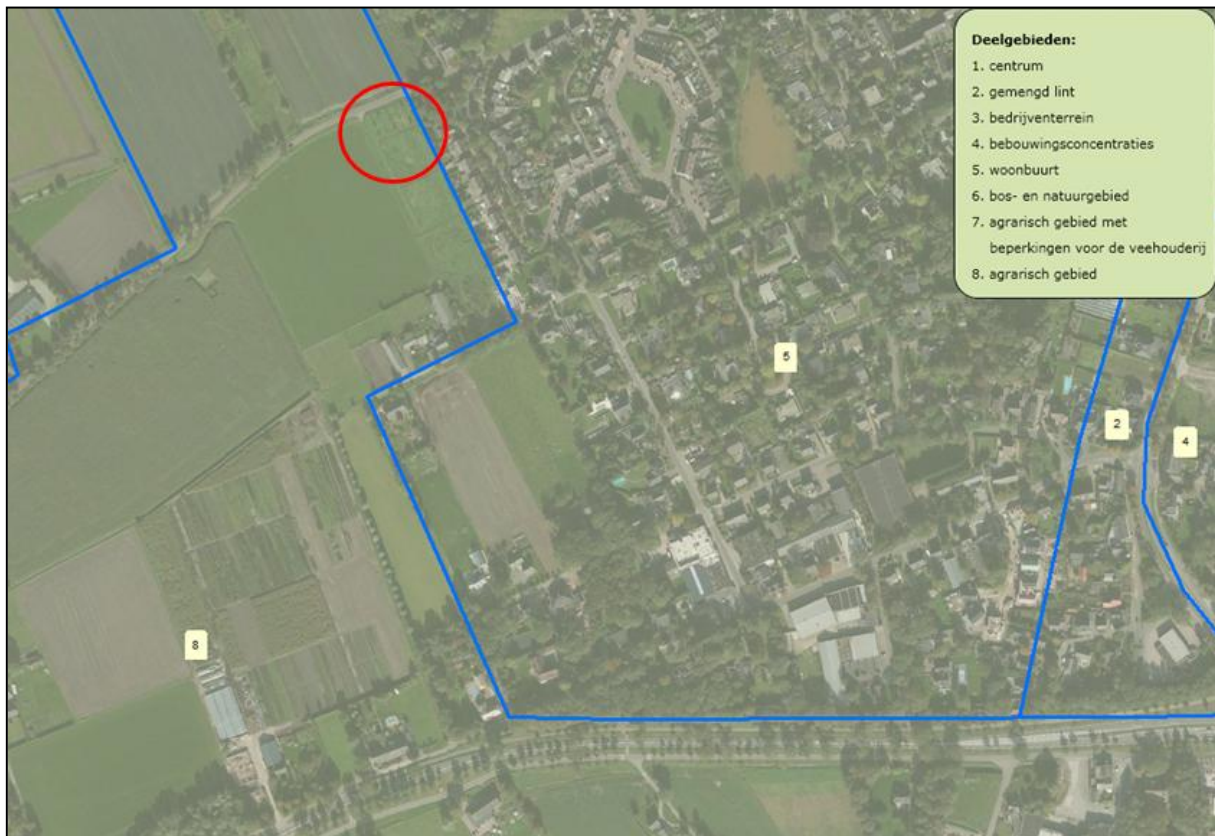 Deelgebieden:
1. centrum
2. gemengd lint
3. bedrijventerrein
4. bebouwingsconcentraties
5. woonbuurt
6. bos- en natuurgebied
7. agrarisch gebied met
beperkingen voor de veehouderij
8. agrarisch gebied
5
2
4
8